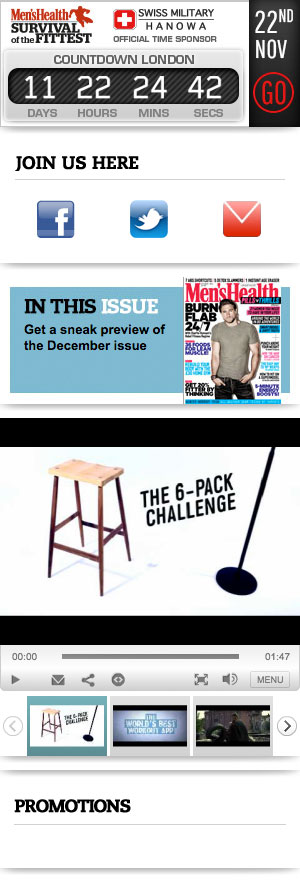 Men'sHealth
SURVIVAL
of the FITTEST
SWISS MILITARY
HANOWA
OFFICIAL TIME SPONSOR
22ND
NOV
GO
COUNTDOWN LONDON
11 22 24 42
DAYS HOURS MINS SECS
JOIN US HERE
IN THIS ISSUE
Get a sneak preview of
the December issue
Men'sHealth
BURN
FLAB
24/7
THE 6-PACK
CHALLENGE
00:00
01:47
MENU
THE 6-PACK
CHALLENGE
THE
WORLD'S BEST
WORKOUT APP
PROMOTIONS